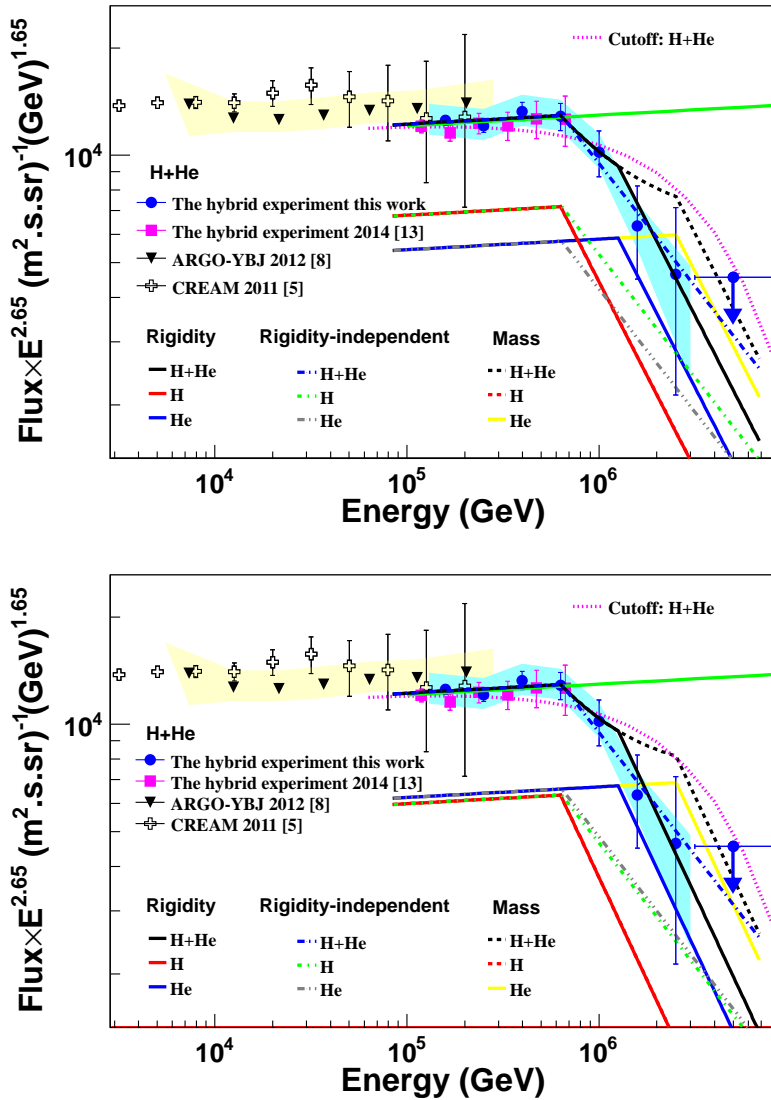 Flux×E^2.65 (m^2.s.sr)^-1(GeV)^1.65
Cutoff: H+He
10^4
H+He
The hybrid experiment this work
The hybrid experiment 2014 [13]
ARGO-YBJ 2012 [8]
CREAM 2011 [5]
Rigidity Rigidity-independent Mass
H+He H+He H+He
H H H
He He He
10^4 10^5 10^6
Energy (GeV)
Flux×E^2.65 (m^2.s.sr)^-1(GeV)^1.65
Cutoff: H+He
10^4
H+He
The hybrid experiment this work
The hybrid experiment 2014 [13]
ARGO-YBJ 2012 [8]
CREAM 2011 [5]
Rigidity Rigidity-independent Mass
H+He H+He H+He
H H H
He He He
10^4 10^5 10^6
Energy (GeV)